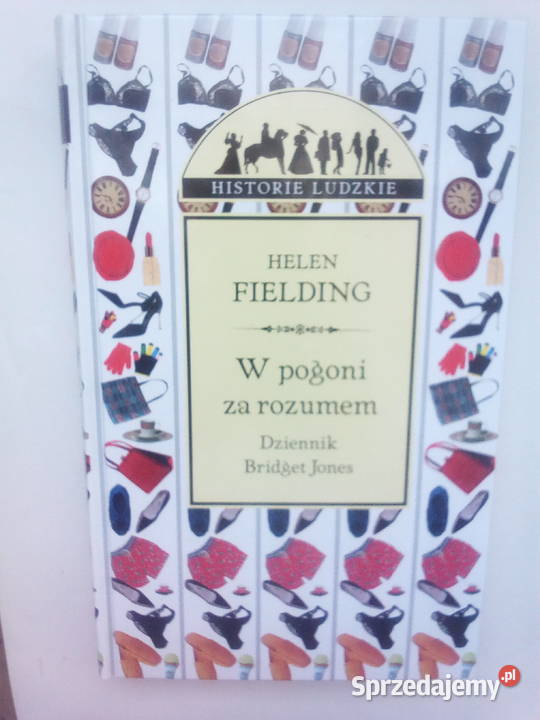 HISTORIE LUDZKIE
HELEN
FIELDING
W pogoni
za rozumem
Dziennik
Bridget Jones
Sprzedajemy.pl